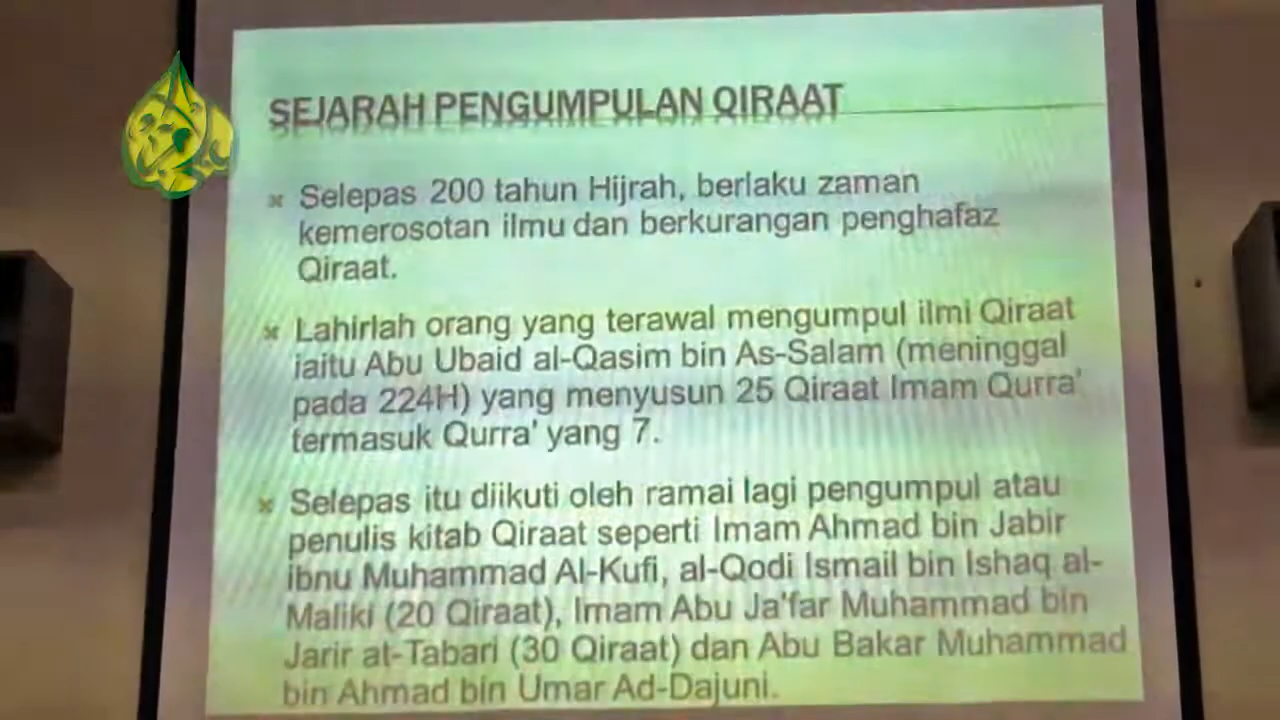 SEJARAH PENGUMPULAN QIRAAT
Selepas 200 tahun Hijrah, berlaku zaman
kemerosotan ilmu dan berkurangan penghafaz
Qiraat.
Lahirlah orang yang terawal mengumpul ilmi Qiraat
iaitu Abu Ubaid al-Qasim bin As-Salam (meninggal
pada 224H) yang menyusun 25 Qiraat Imam Qurra'
termasuk Qurra' yang 7.
Selepas itu diikuti oleh ramai lagi pengumpul atau
penulis kitab Qiraat seperti Imam Ahmad bin Jabir
ibnu Muhammad Al-Kufi, al-Qodi Ismail bin Ishaq al-
Maliki (20 Qiraat), Imam Abu Ja'far Muhammad bin
Jarir at-Tabari (30 Qiraat) dan Abu Bakar Muhammad
bin Ahmad bin Umar Ad-Dajuni.